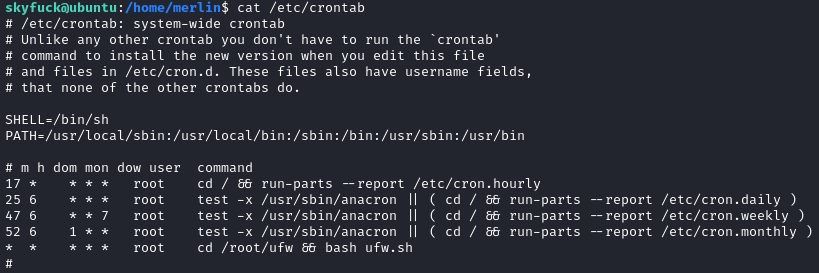 skyfuck@ubuntu:/home/merlin$ cat /etc/crontab
# /etc/crontab: system-wide crontab
# Unlike any other crontab you don't have to run the `crontab'
# command to install the new version when you edit this file
# and files in /etc/cron.d. These files also have username fields,
# that none of the other crontabs do.

SHELL=/bin/sh
PATH=/usr/local/sbin:/usr/local/bin:/sbin:/bin:/usr/sbin:/usr/bin

# m h dom mon dow user  command
17 *    * * *   root    cd / && run-parts --report /etc/cron.hourly
25 6    * * *   root    test -x /usr/sbin/anacron || ( cd / && run-parts --report /etc/cron.daily )
47 6    * * 7   root    test -x /usr/sbin/anacron || ( cd / && run-parts --report /etc/cron.weekly )
52 6    1 * *   root    test -x /usr/sbin/anacron || ( cd / && run-parts --report /etc/cron.monthly )
*  *    * * *   root    cd /root/ufw && bash ufw.sh
#